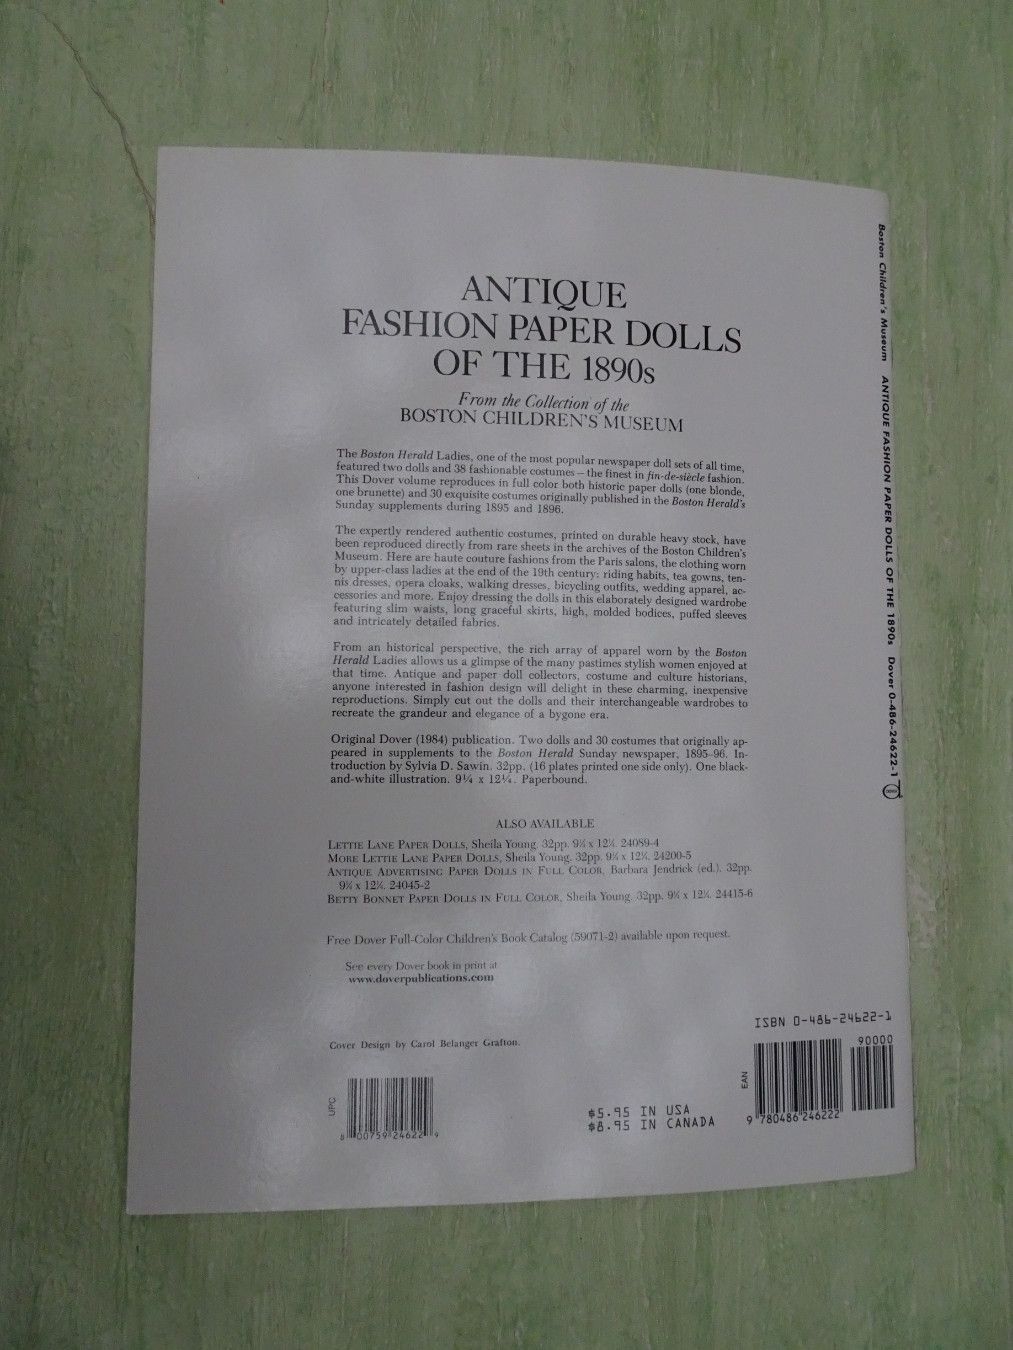 ANTIQUE
FASHION PAPER DOLLS
OF THE 1890s
From the Collection of the
BOSTON CHILDREN'S MUSEUM
The Boston Herald Ladies, one of the most popular newspaper doll sets of all time,
featured two dolls and 38 fashionable costumes – the finest in fin-de-siècle fashion.
This Dover volume reproduces in full color both historic paper dolls (one blonde,
one brunette) and 30 exquisite costumes originally published in the Boston Herald's
Sunday supplements during 1895 and 1896.
The expertly rendered authentic costumes, printed on durable heavy stock, have
been reproduced directly from rare sheets in the archives of the Boston Children's
Museum. Here are haute couture fashions from the Paris salons, the clothing worn
by upper-class ladies at the end of the 19th century: riding habits, tea gowns, ten-
nis dresses, opera cloaks, walking dresses, bicycling outfits, wedding apparel, ac-
cessories and more. Enjoy dressing the dolls in this elaborately designed wardrobe
featuring slim waists, long graceful skirts, high, molded bodices, puffed sleeves
and intricately detailed fabrics.
From an historical perspective, the rich array of apparel worn by the Boston
Herald Ladies allows us a glimpse of the many pastimes stylish women enjoyed at
that time. Antique and paper doll collectors, costume and culture historians,
anyone interested in fashion design will delight in these charming, inexpensive
reproductions. Simply cut out the dolls and their interchangeable wardrobes to
recreate the grandeur and elegance of a bygone era.
Original Dover (1984) publication. Two dolls and 30 costumes that originally ap-
peared in supplements to the Boston Herald Sunday newspaper, 1895–96. In-
troduction by Sylvia D. Sawin. 32pp. (16 plates printed one side only). One black-
and-white illustration. 9¼ x 12¼. Paperbound.
ALSO AVAILABLE
LETTIE LANE PAPER DOLLS, Sheila Young. 32pp. 9¼ x 12¼. 24089-4
MORE LETTIE LANE PAPER DOLLS, Sheila Young. 32pp. 9¼ x 12¼. 24200-5
ANTIQUE ADVERTISING PAPER DOLLS IN FULL COLOR, Barbara Jendrick (ed.). 32pp.
9¼ x 12¼. 24045-2
BETTY BONNET PAPER DOLLS IN FULL COLOR, Sheila Young. 32pp. 9¼ x 12¼. 24415-6
Free Dover Full-Color Children's Book Catalog (59071-2) available upon request.
See every Dover book in print at
www.doverpublications.com
Cover Design by Carol Belanger Grafton.
UPC
8 00759 24622 9
$5.95 IN USA
$8.95 IN CANADA
ISBN 0-486-24622-1
90000
EAN
9 780486 246222
Boston Children's Museum ANTIQUE FASHION PAPER DOLLS OF THE 1890s Dover 0-486-24622-1
DOVER